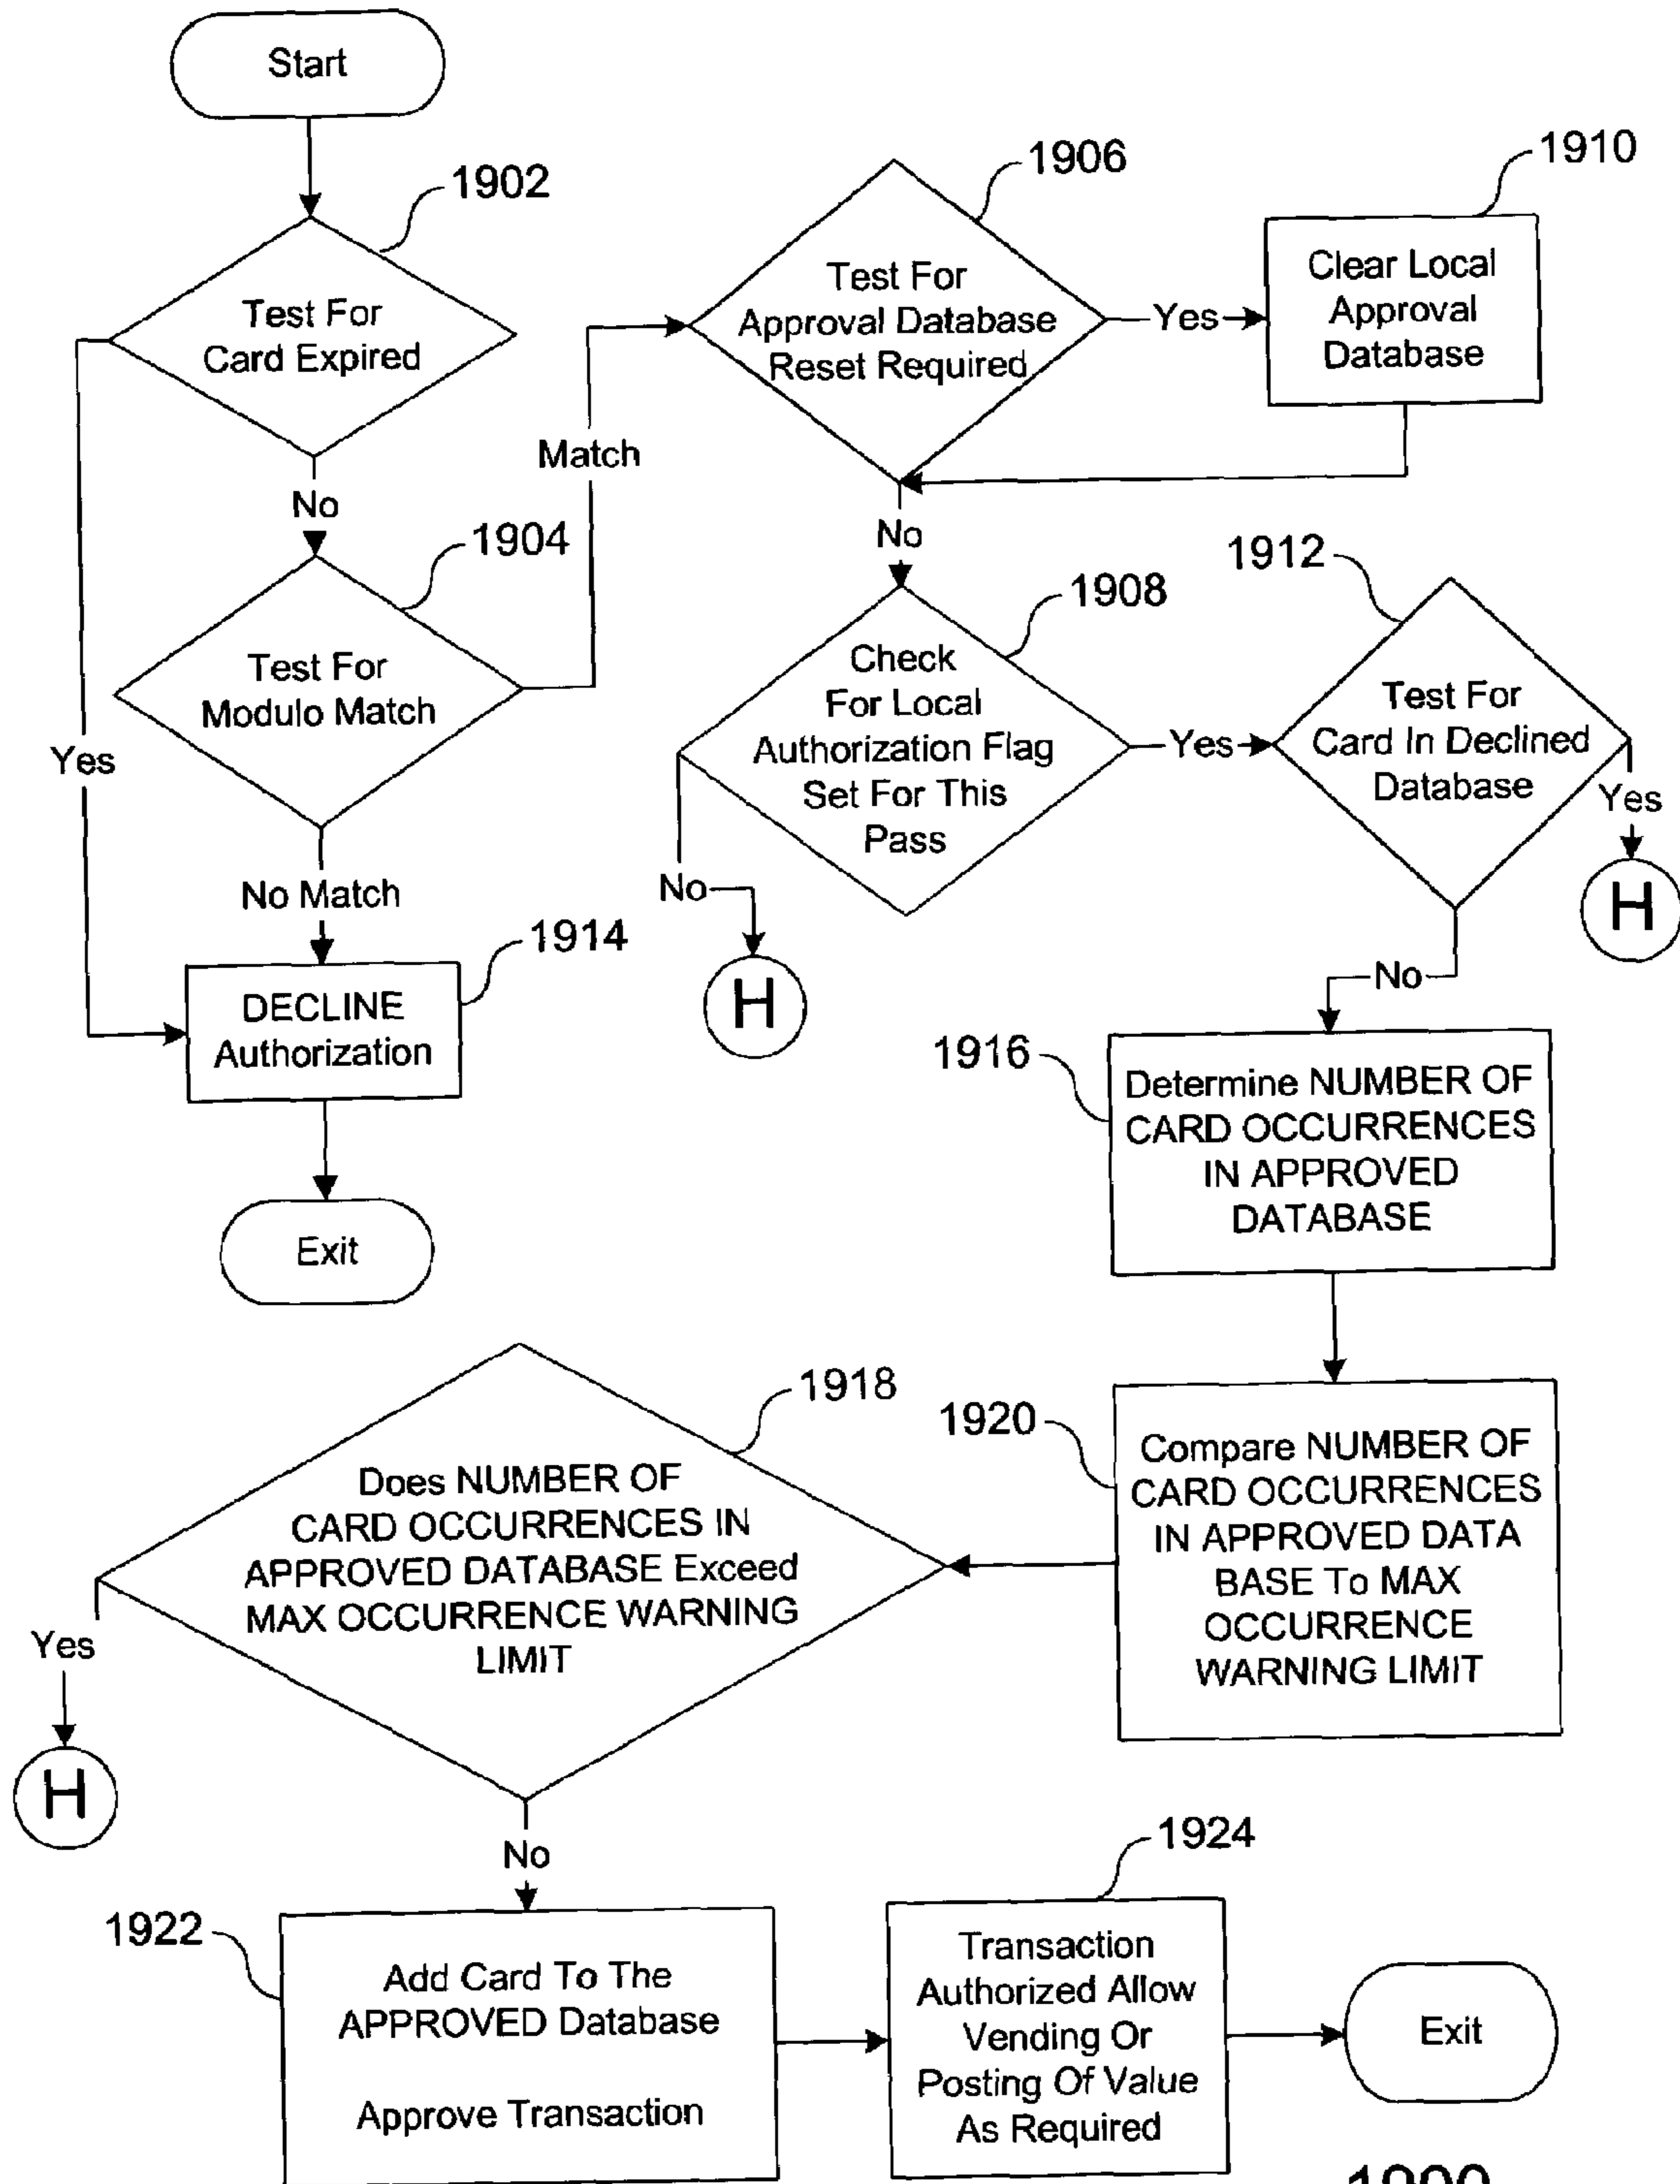 Start
1902
Test For
Card Expired
Yes
No
1904
Test For
Modulo Match
Match
No Match
1914
DECLINE
Authorization
Exit
1906
Test For
Approval Database
Reset Required
Yes
1910
Clear Local
Approval
Database
No
1908
Check
For Local
Authorization Flag
Set For This
Pass
No
H
Yes
1912
Test For
Card In Declined
Database
Yes
H
No
1916
Determine NUMBER OF
CARD OCCURRENCES
IN APPROVED
DATABASE
1920
Compare NUMBER OF
CARD OCCURRENCES
IN APPROVED DATA
BASE To MAX
OCCURRENCE
WARNING LIMIT
1918
Does NUMBER OF
CARD OCCURRENCES IN
APPROVED DATABASE Exceed
MAX OCCURRENCE WARNING
LIMIT
Yes
H
No
1922
Add Card To The
APPROVED Database
Approve Transaction
1924
Transaction
Authorized Allow
Vending Or
Posting Of Value
As Required
Exit